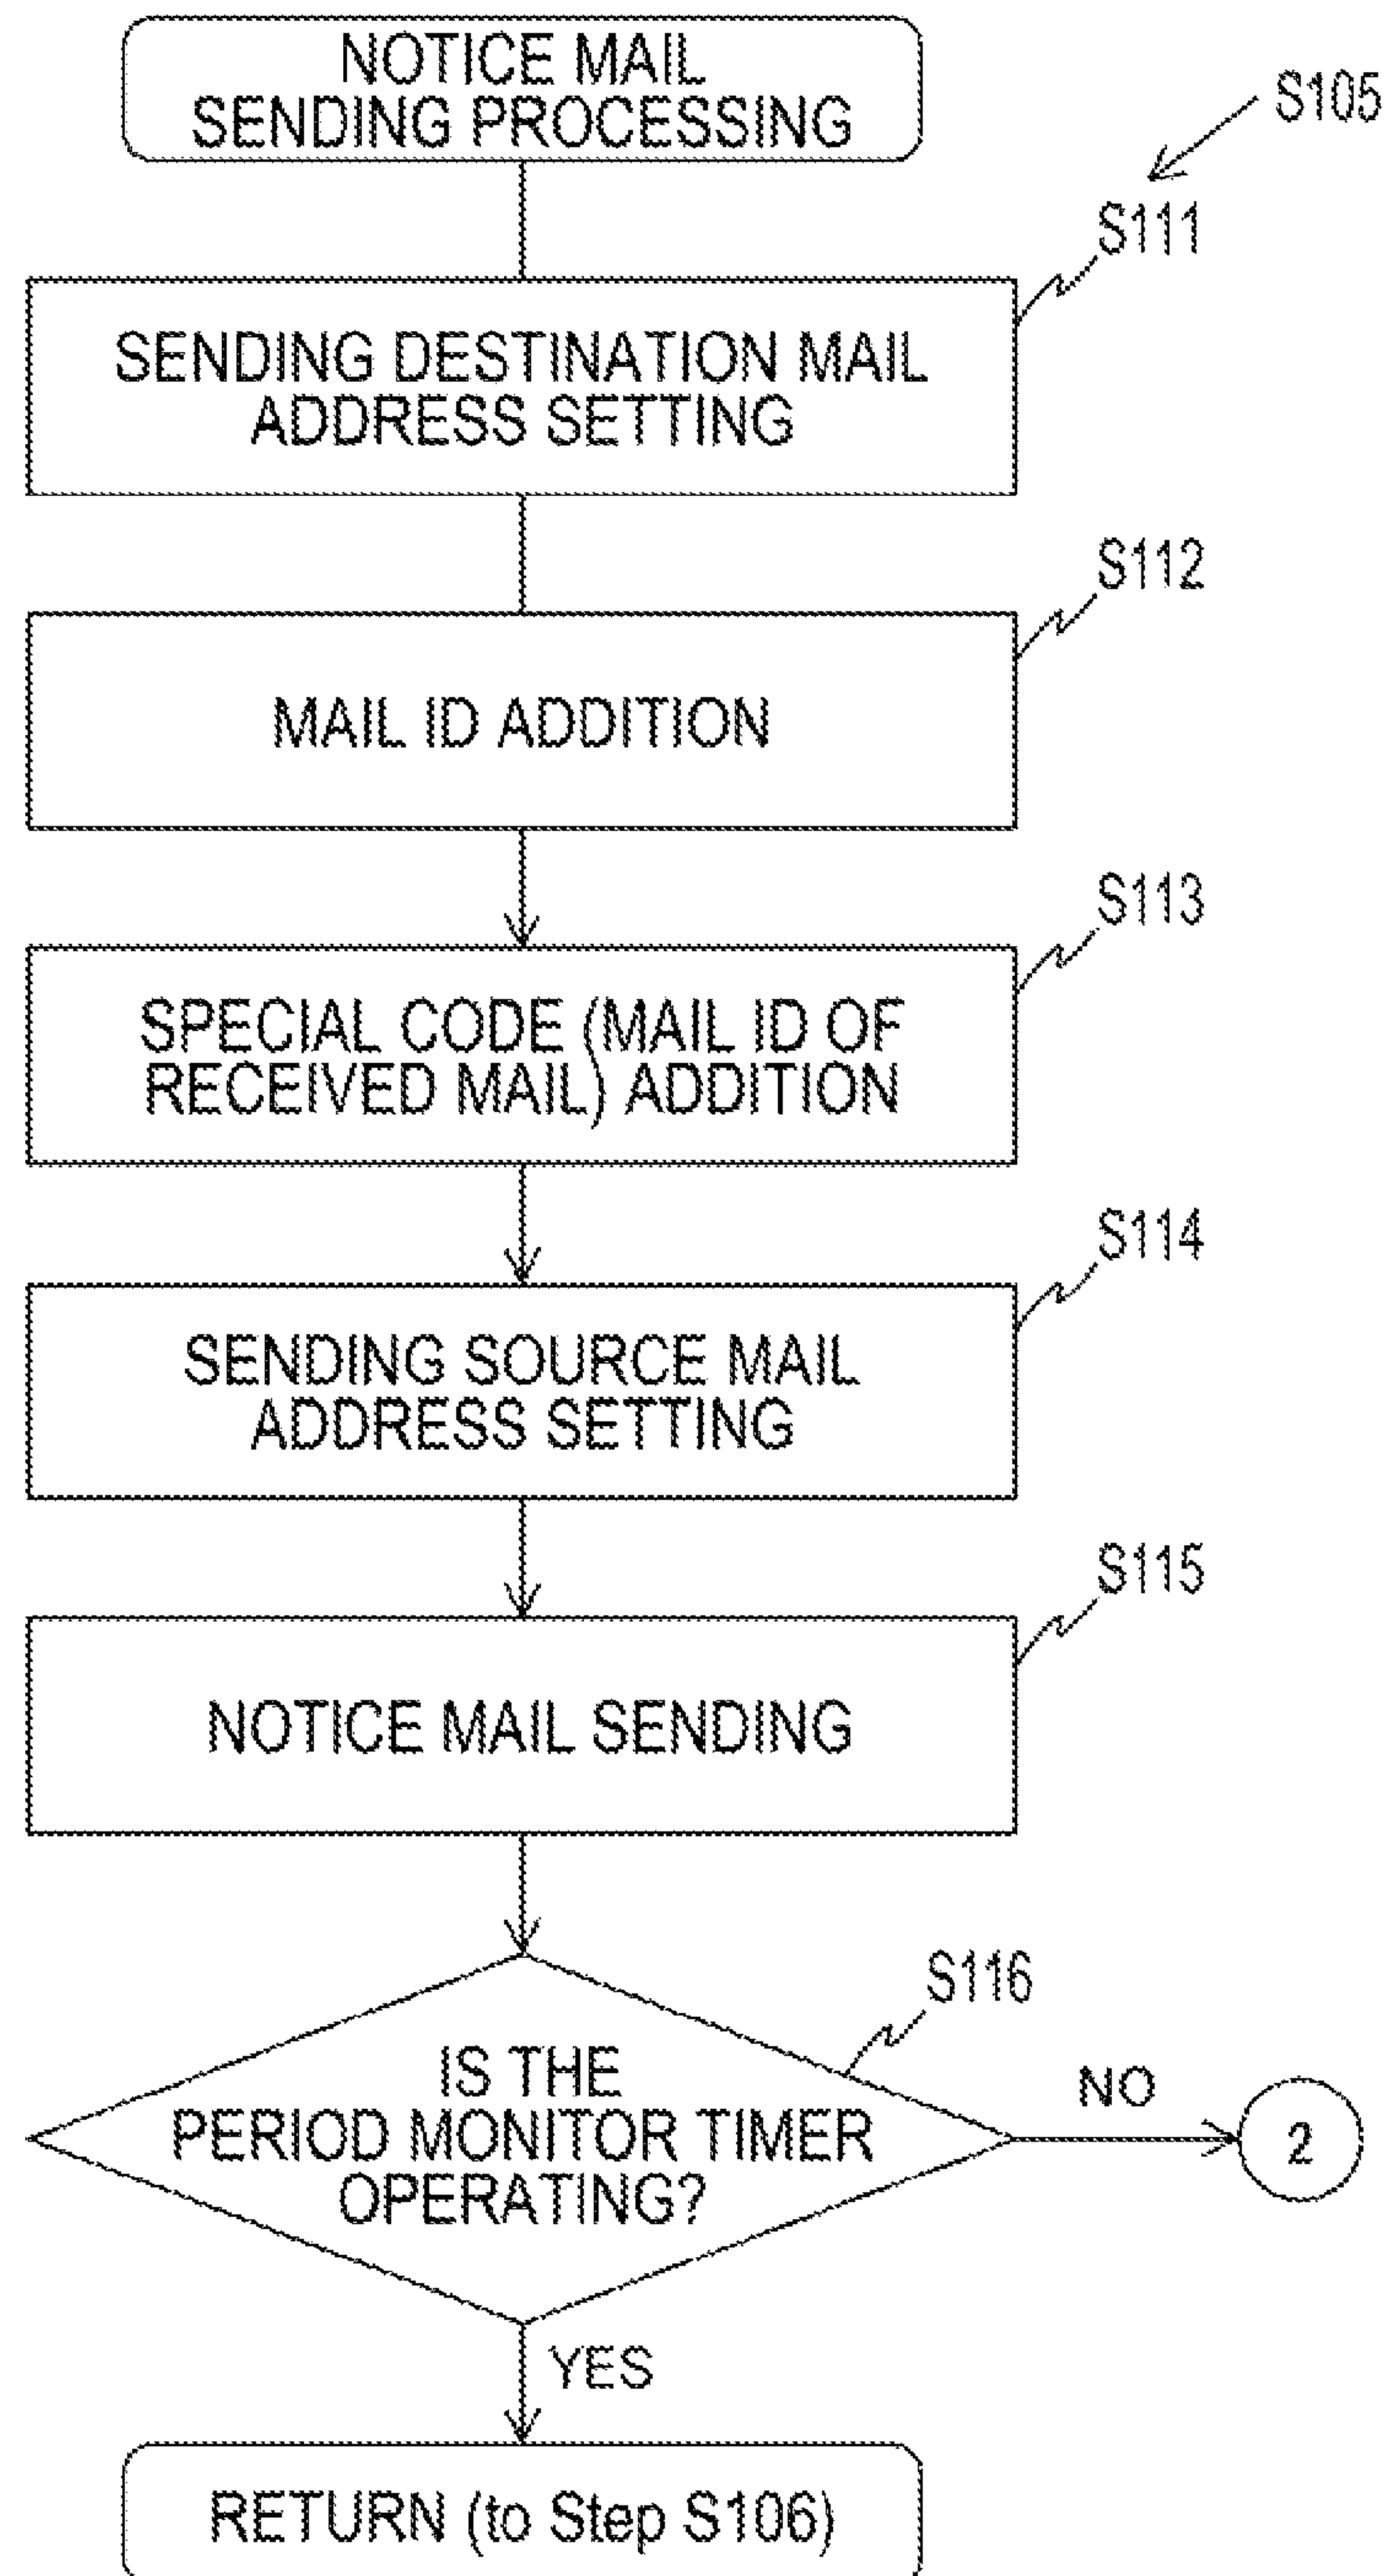 NOTICE MAIL
SENDING PROCESSING
S105
S111
SENDING DESTINATION MAIL
ADDRESS SETTING
S112
MAIL ID ADDITION
S113
SPECIAL CODE (MAIL ID OF
RECEIVED MAIL) ADDITION
S114
SENDING SOURCE MAIL
ADDRESS SETTING
S115
NOTICE MAIL SENDING
S116
IS THE
PERIOD MONITOR TIMER
OPERATING?
NO
2
YES
RETURN (to Step S106)